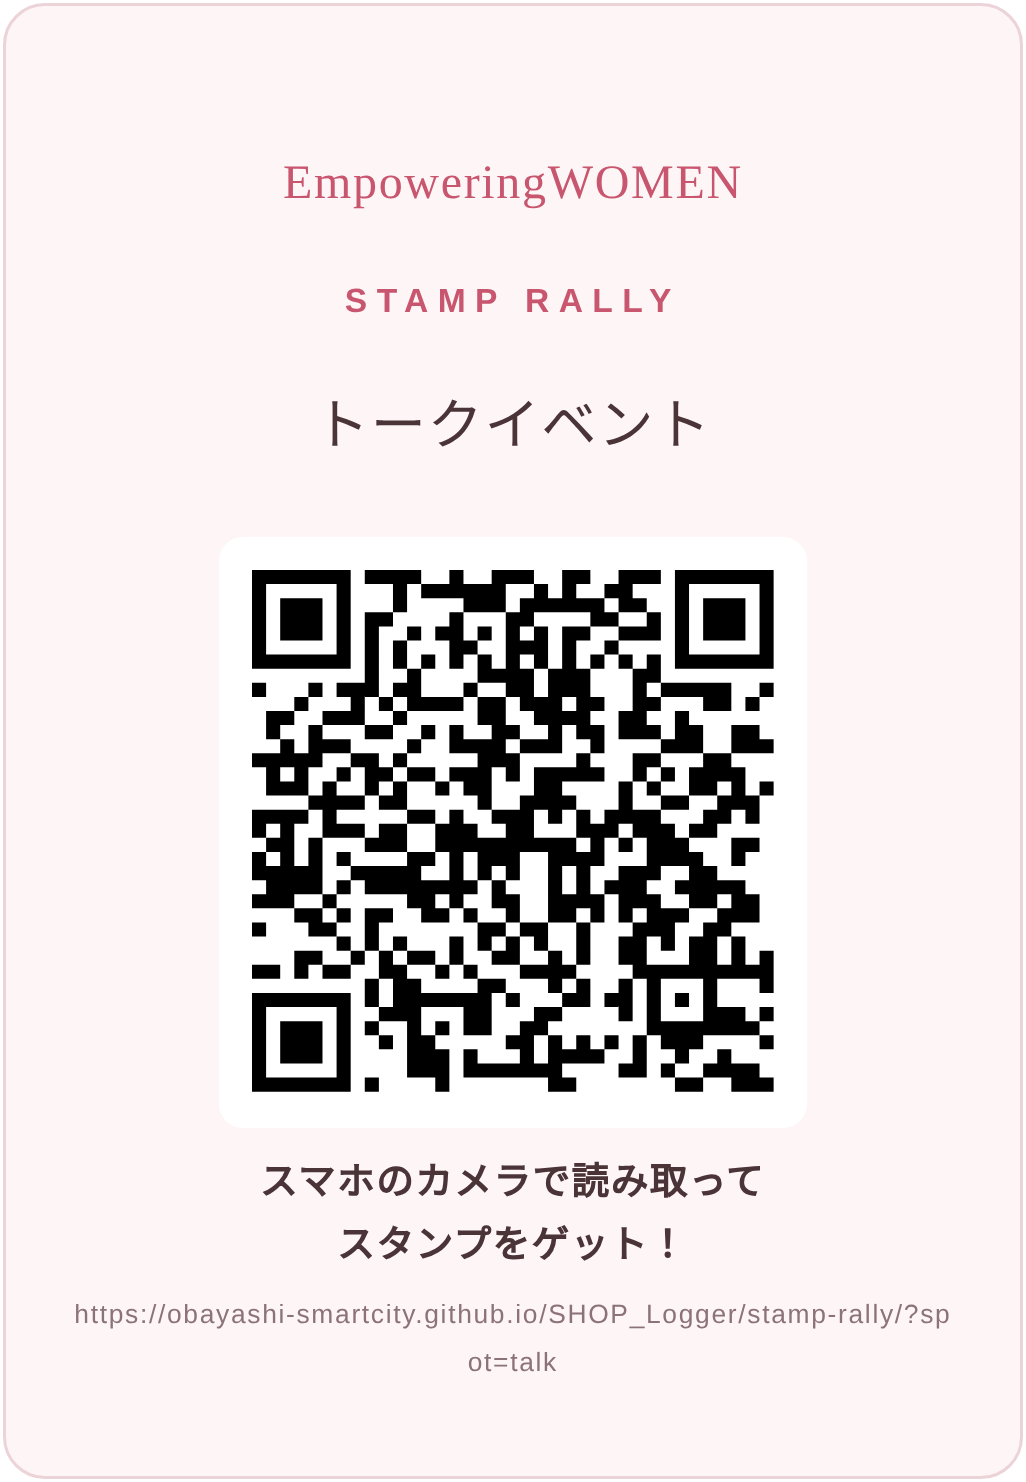 EmpoweringWOMEN
STAMP RALLY
トークイベント
スマホのカメラで読み取って
スタンプをゲット！
https://obayashi-smartcity.github.io/SHOP_Logger/stamp-rally/?sp
ot=talk